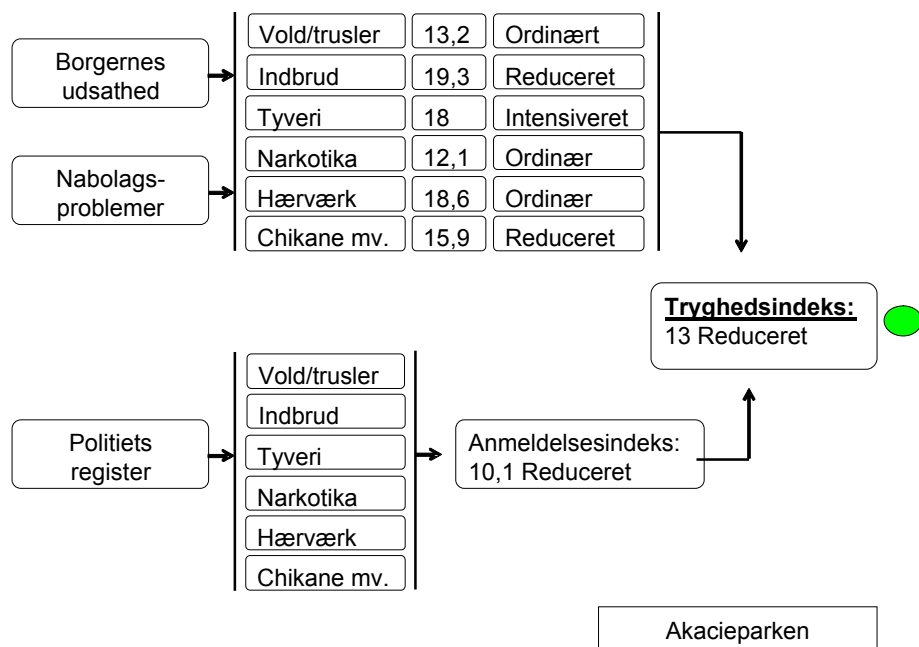 Borgernes
udsathed
Nabolags-
problemer
Vold/trusler 13,2 Ordinært
Indbrud 19,3 Reduceret
Tyveri 18 Intensiveret
Narkotika 12,1 Ordinær
Hærværk 18,6 Ordinær
Chikane mv. 15,9 Reduceret
Tryghedsindeks:
13 Reduceret
Politiets
register
Vold/trusler
Indbrud
Tyveri
Narkotika
Hærværk
Chikane mv.
Anmeldelsesindeks:
10,1 Reduceret
Akacieparken